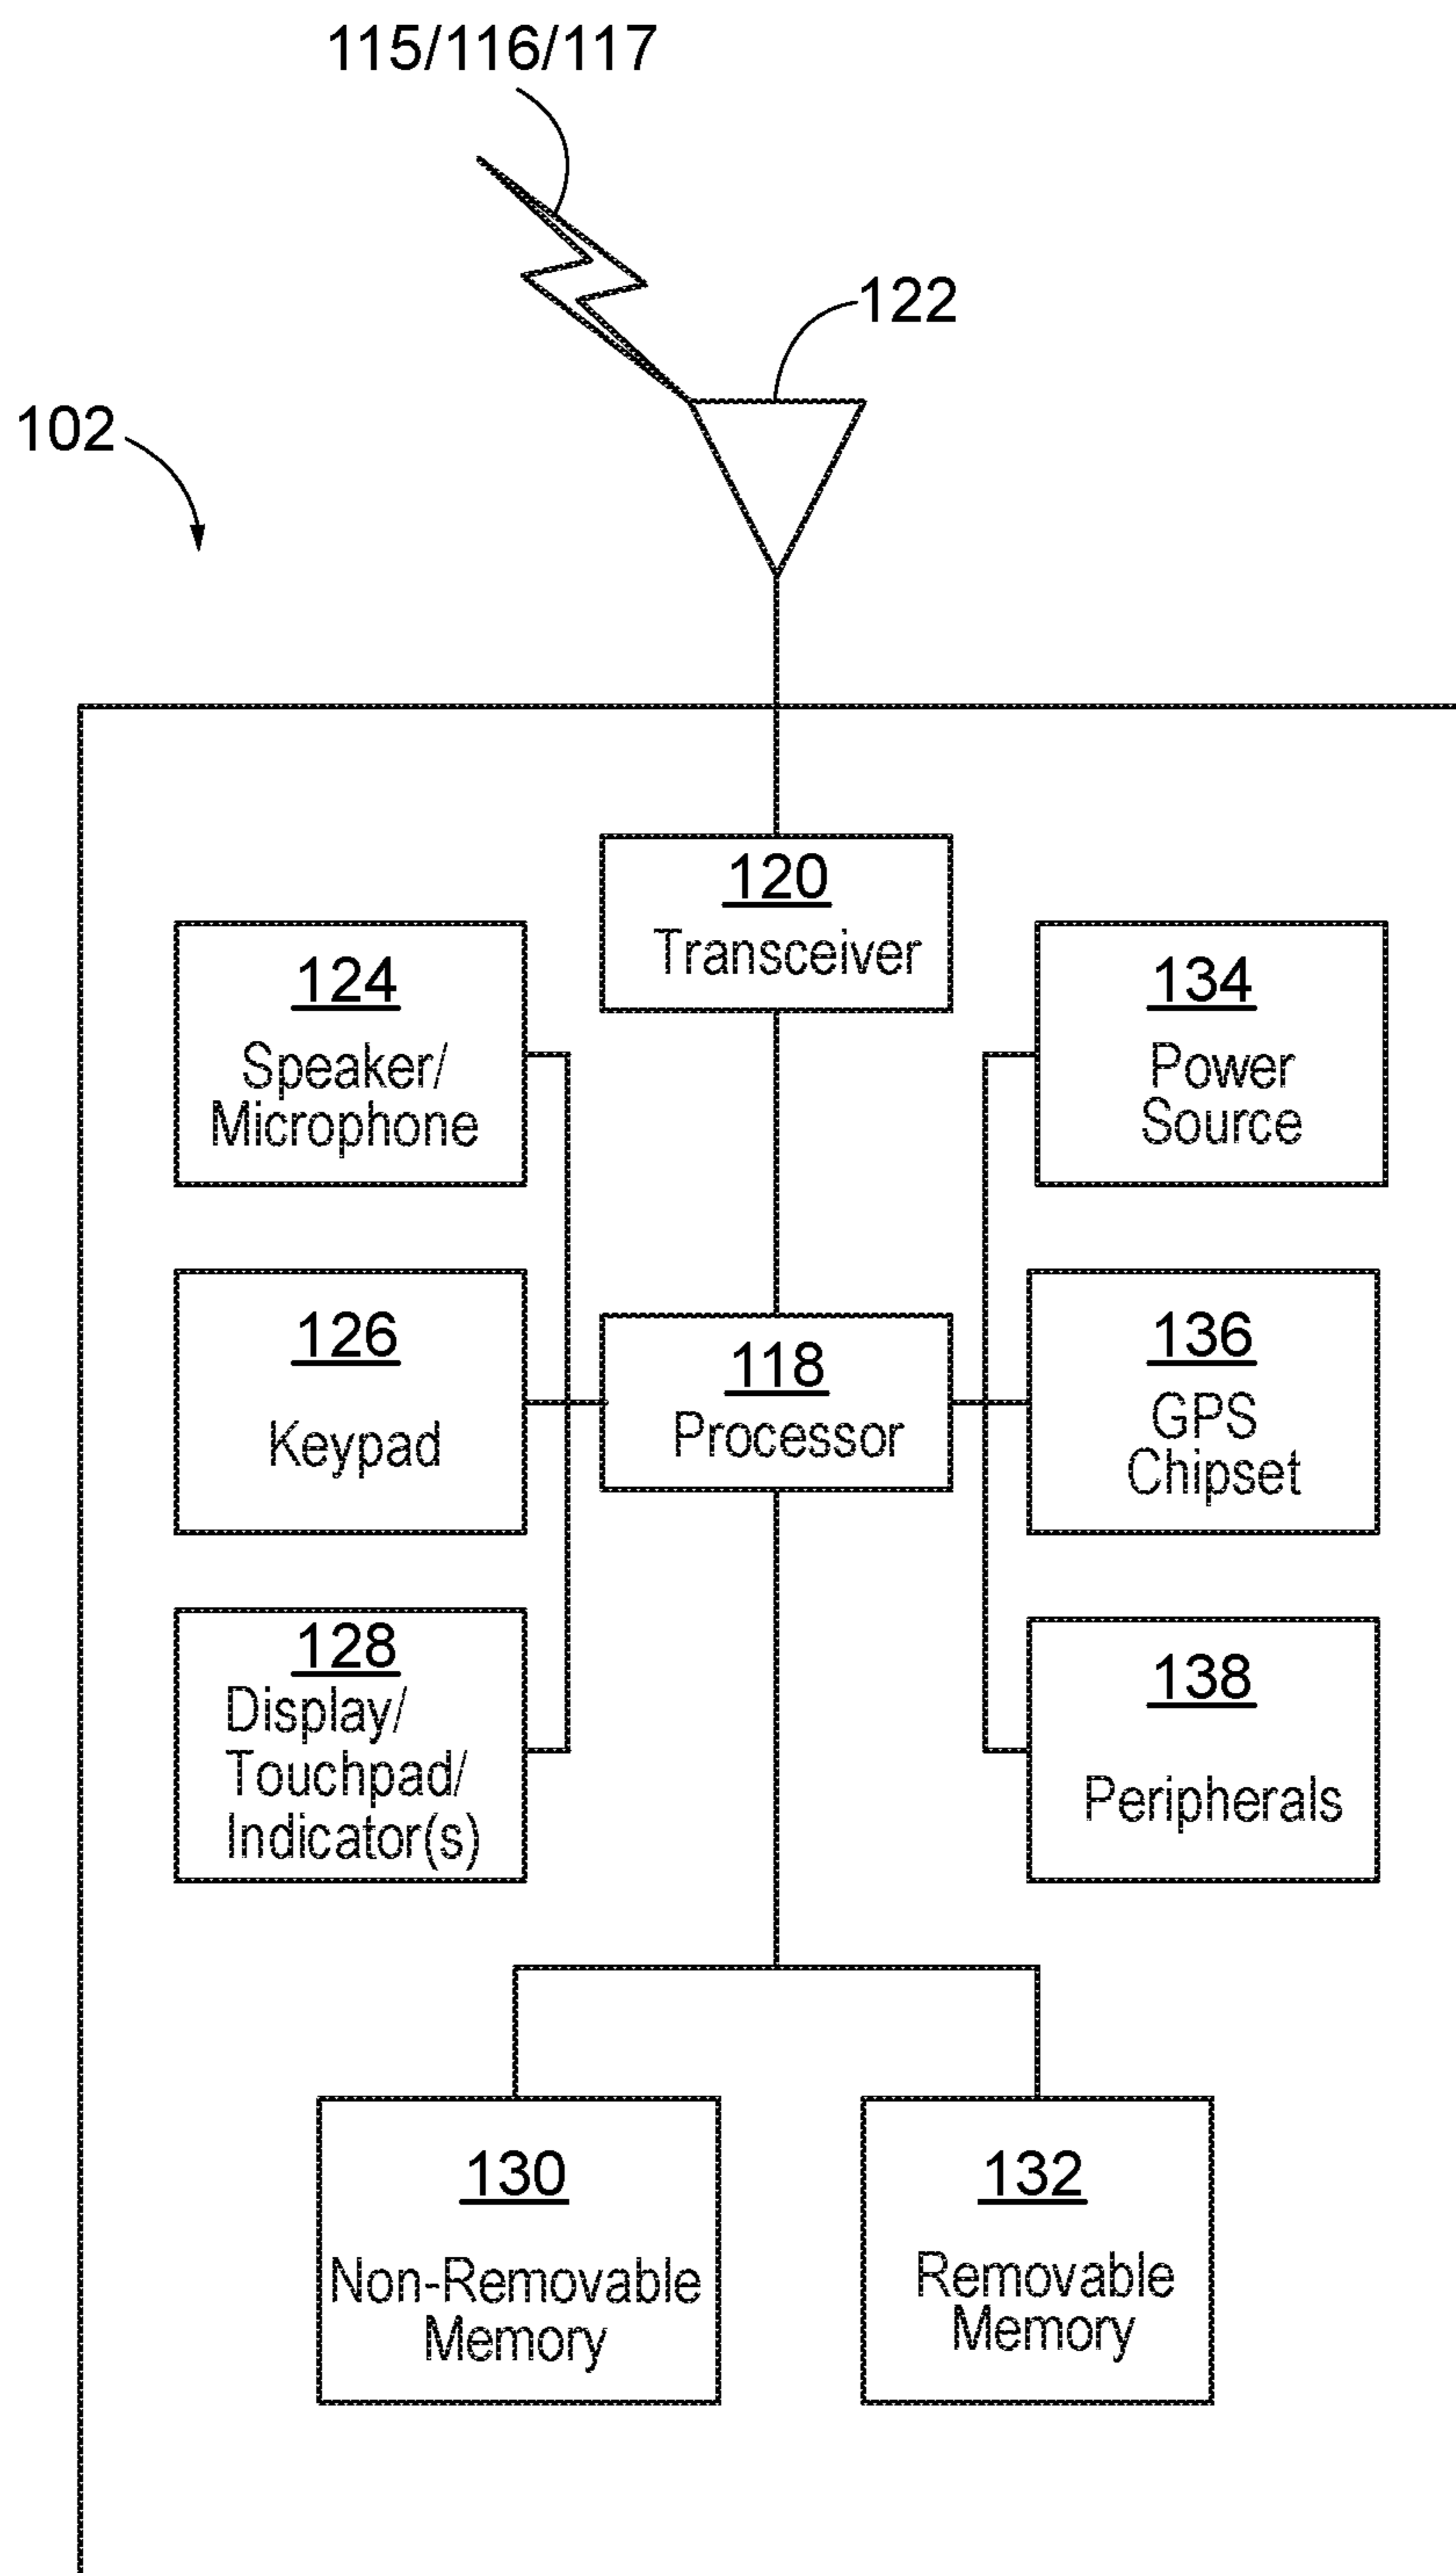 115/116/117
122
102
120
Transceiver
124
Speaker/
Microphone
134
Power
Source
126
Keypad
118
Processor
136
GPS
Chipset
128
Display/
Touchpad/
Indicator(s)
138
Peripherals
130
Non-Removable
Memory
132
Removable
Memory